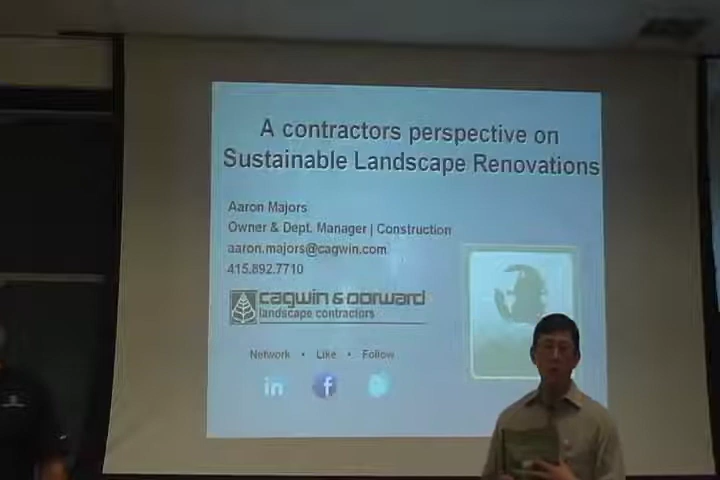 A contractors perspective on
Sustainable Landscape Renovations
Aaron Majors
Owner & Dept. Manager | Construction
aaron.majors@cagwin.com
415.892.7710
cagwin & dorward
landscape contractors
Network • Like • Follow
in f